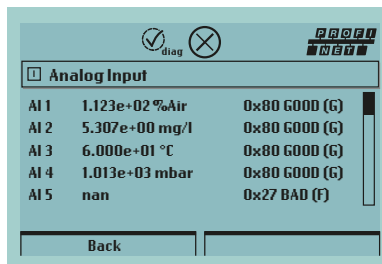 diag
PROFI
NET
i Analog Input
AI 1 1.123e+02 %Air 0x80 GOOD (G)
AI 2 5.307e+00 mg/l 0x80 GOOD (G)
AI 3 6.000e+01 °C 0x80 GOOD (G)
AI 4 1.013e+03 mbar 0x80 GOOD (G)
AI 5 nan 0x27 BAD (F)
Back